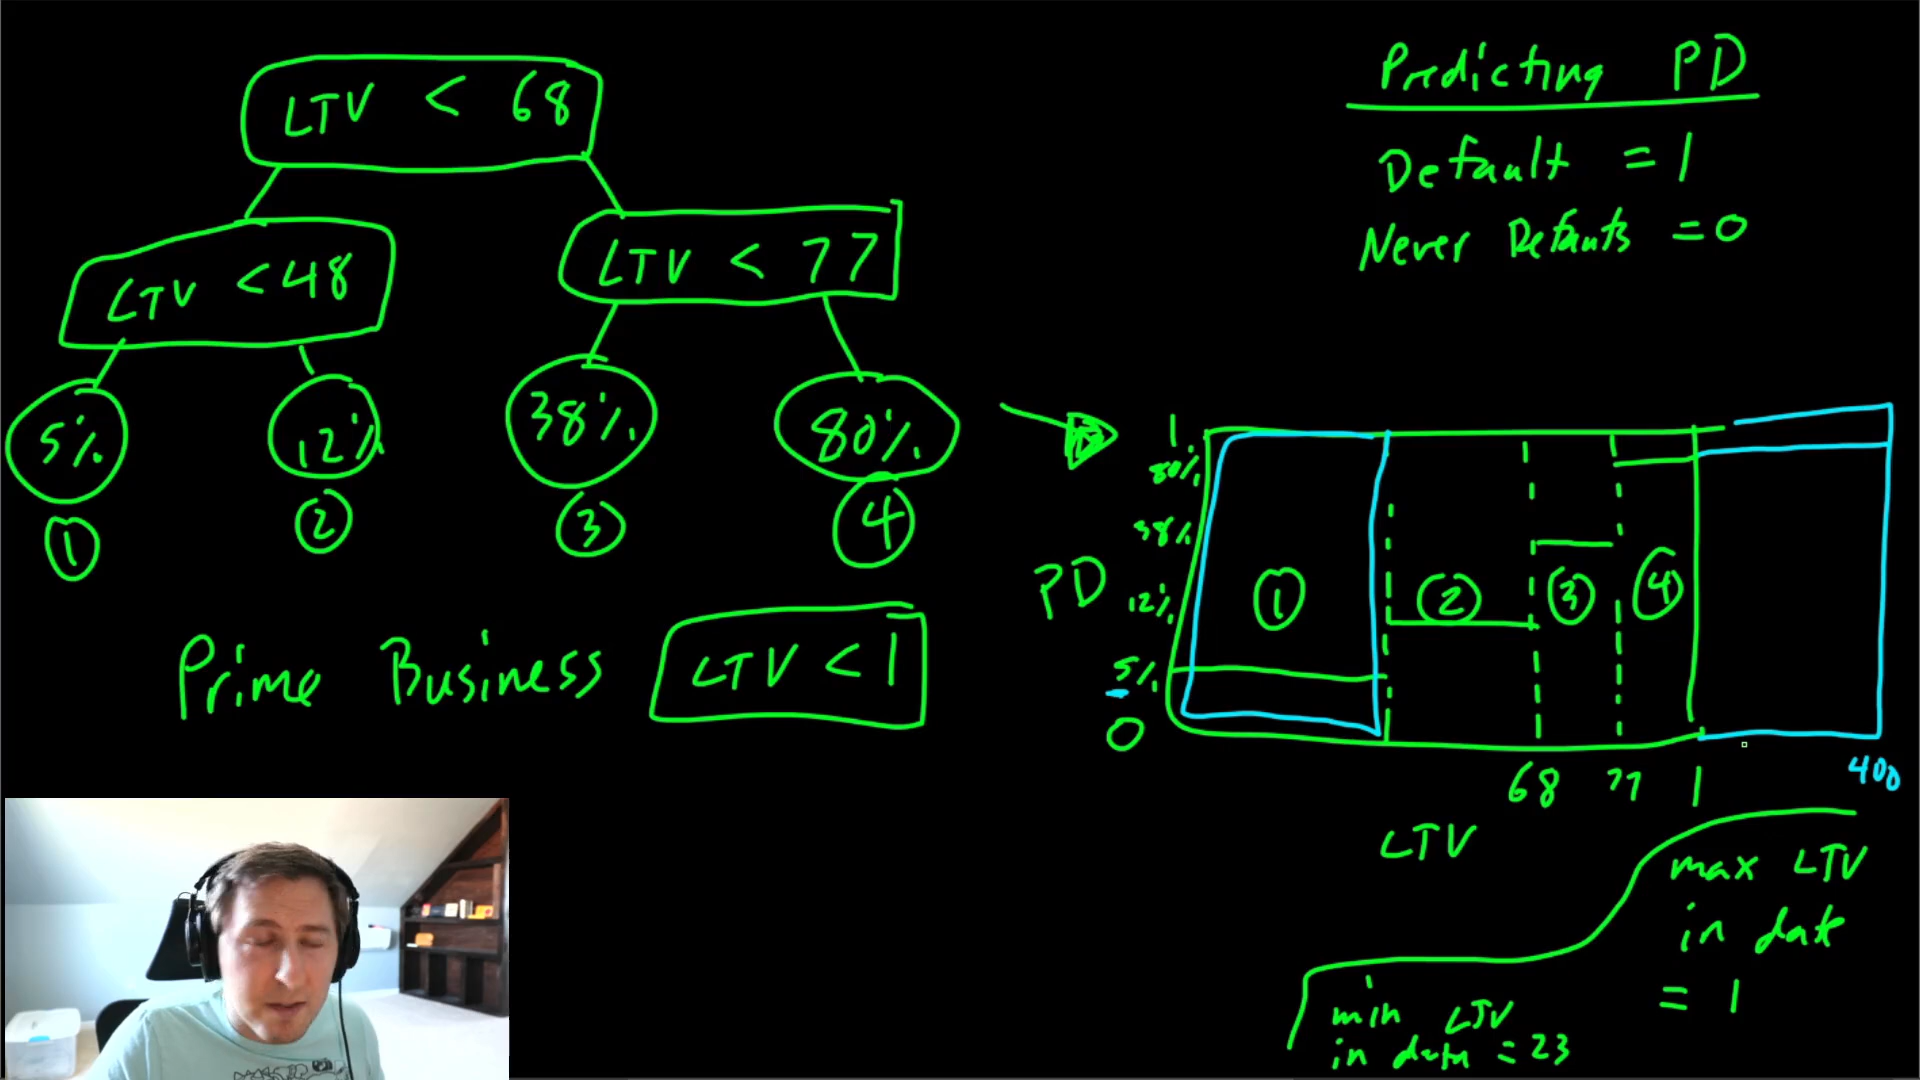 LTV < 68
LTV < 48
LTV < 77
5%
12%
38%
80%
1
2
3
4
Prime Business
LTV < 1
Predicting PD
Default = 1
Never Defaults = 0
1
80%
38%
PD
12%
5%
0
1
2
3
4
68
77
1
400
LTV
max LTV
in data
= 1
min LTV
in data = 23